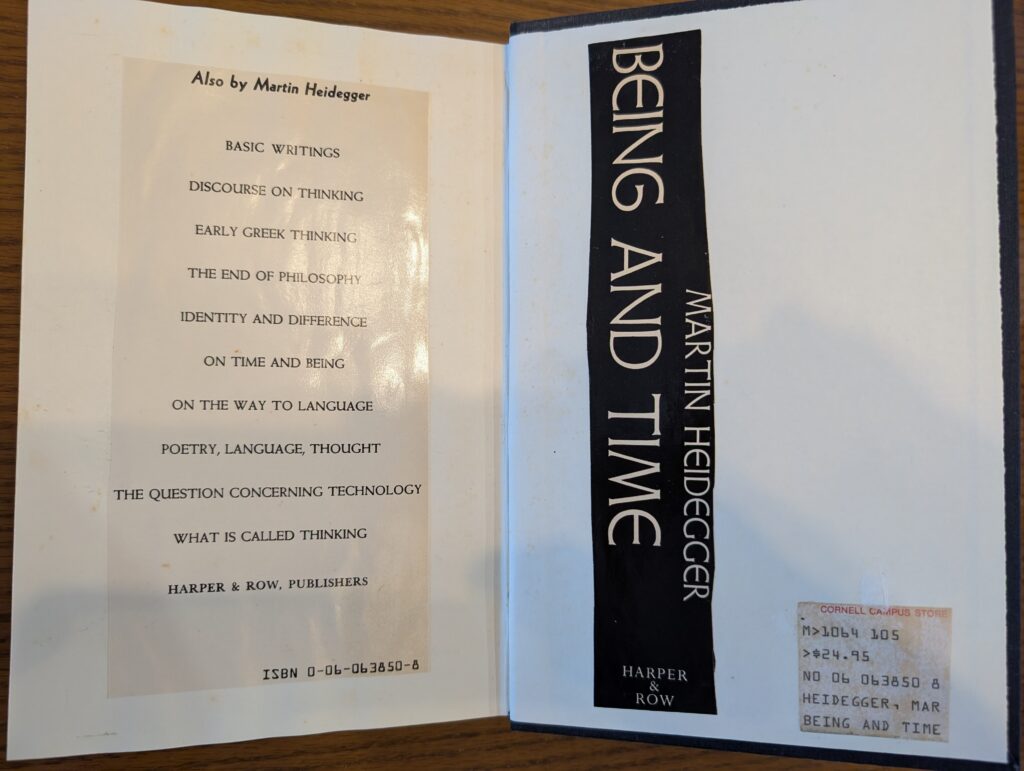 Also by Martin Heidegger
BASIC WRITINGS
DISCOURSE ON THINKING
EARLY GREEK THINKING
THE END OF PHILOSOPHY
IDENTITY AND DIFFERENCE
ON TIME AND BEING
ON THE WAY TO LANGUAGE
POETRY, LANGUAGE, THOUGHT
THE QUESTION CONCERNING TECHNOLOGY
WHAT IS CALLED THINKING
HARPER & ROW, PUBLISHERS
ISBN 0-06-063850-8
BEING AND TIME
MARTIN HEIDEGGER
HARPER
&
ROW
CORNELL CAMPUS STORE
M>1064 105
>$24.95
NO 06 063850 8
HEIDEGGER, MAR
BEING AND TIME